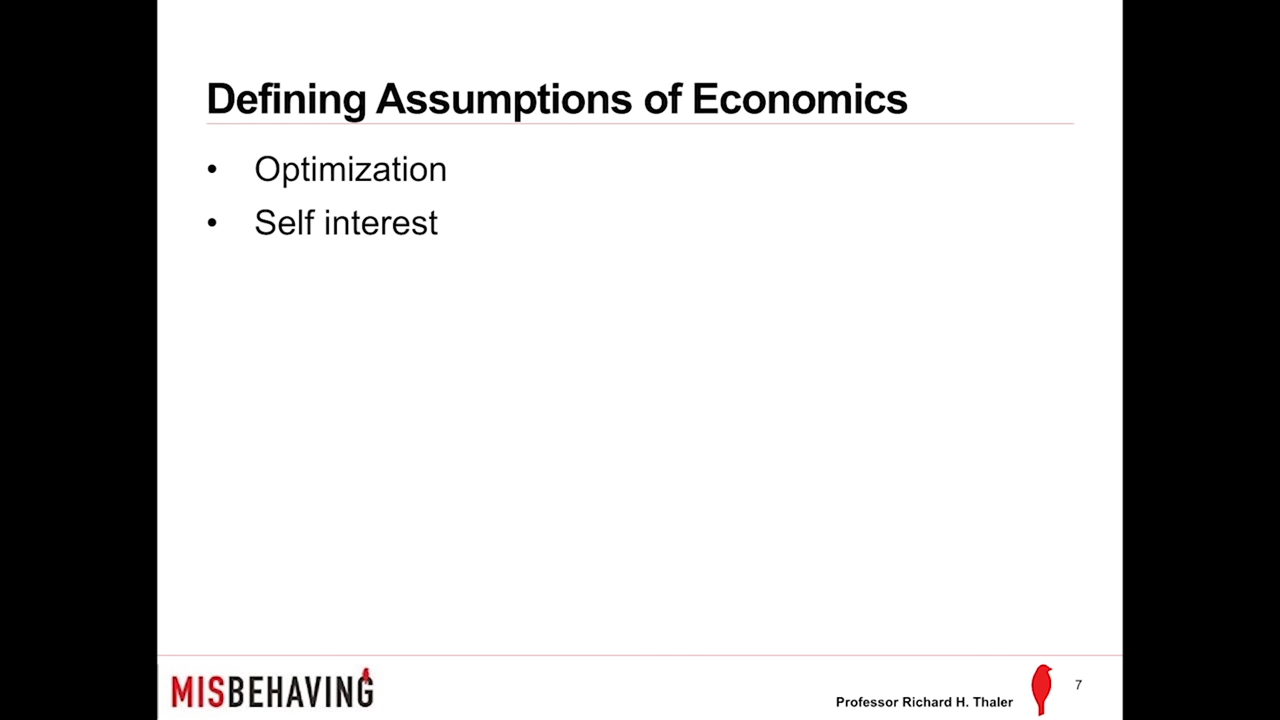 Defining Assumptions of Economics
• Optimization
• Self interest
MISBEHAVING
Professor Richard H. Thaler
7